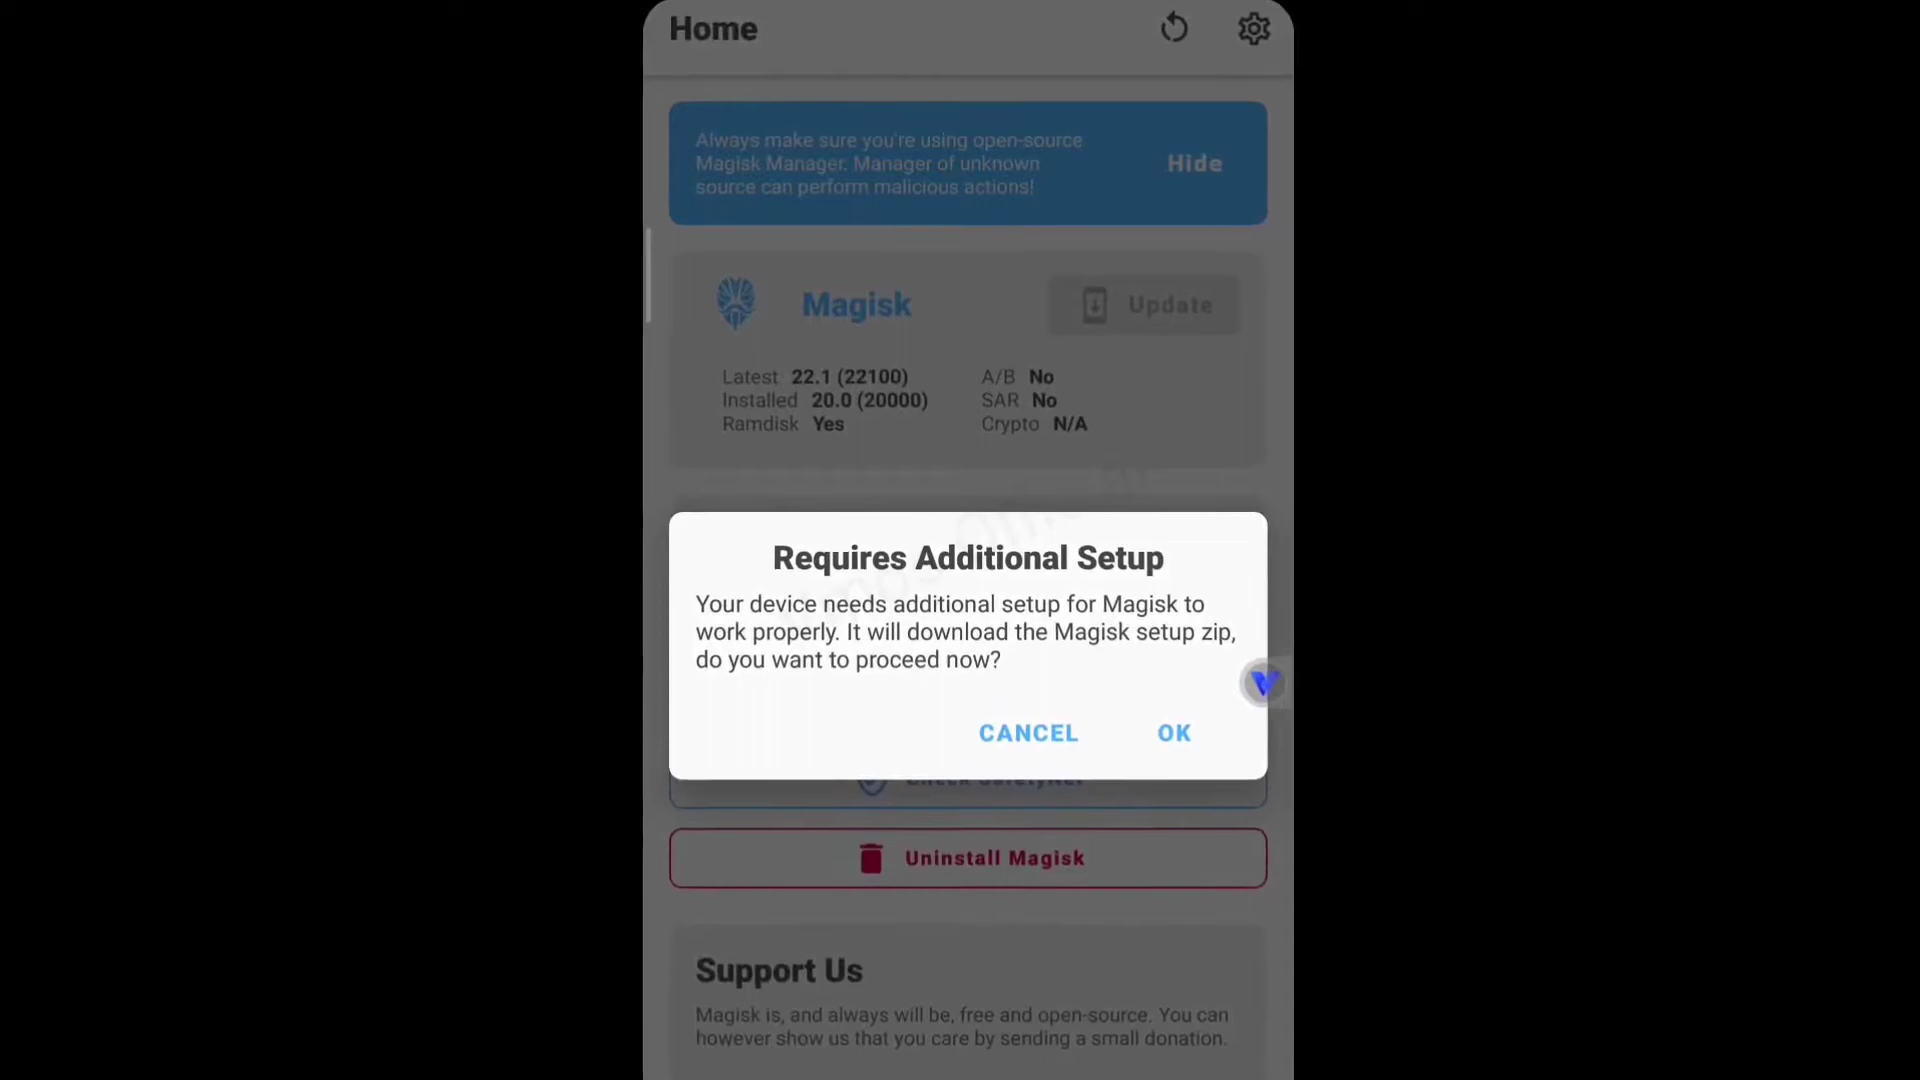 Home
Always make sure you're using open-source
Magisk Manager. Manager of unknown
source can perform malicious actions!
Hide
Magisk
Update
Latest 22.1 (22100)
Installed 20.0 (20000)
Ramdisk Yes
A/B No
SAR No
Crypto N/A
Requires Additional Setup
Your device needs additional setup for Magisk to
work properly. It will download the Magisk setup zip,
do you want to proceed now?
CANCEL OK
Check SafetyNet
Uninstall Magisk
Support Us
Magisk is, and always will be, free and open-source. You can
however show us that you care by sending a small donation.